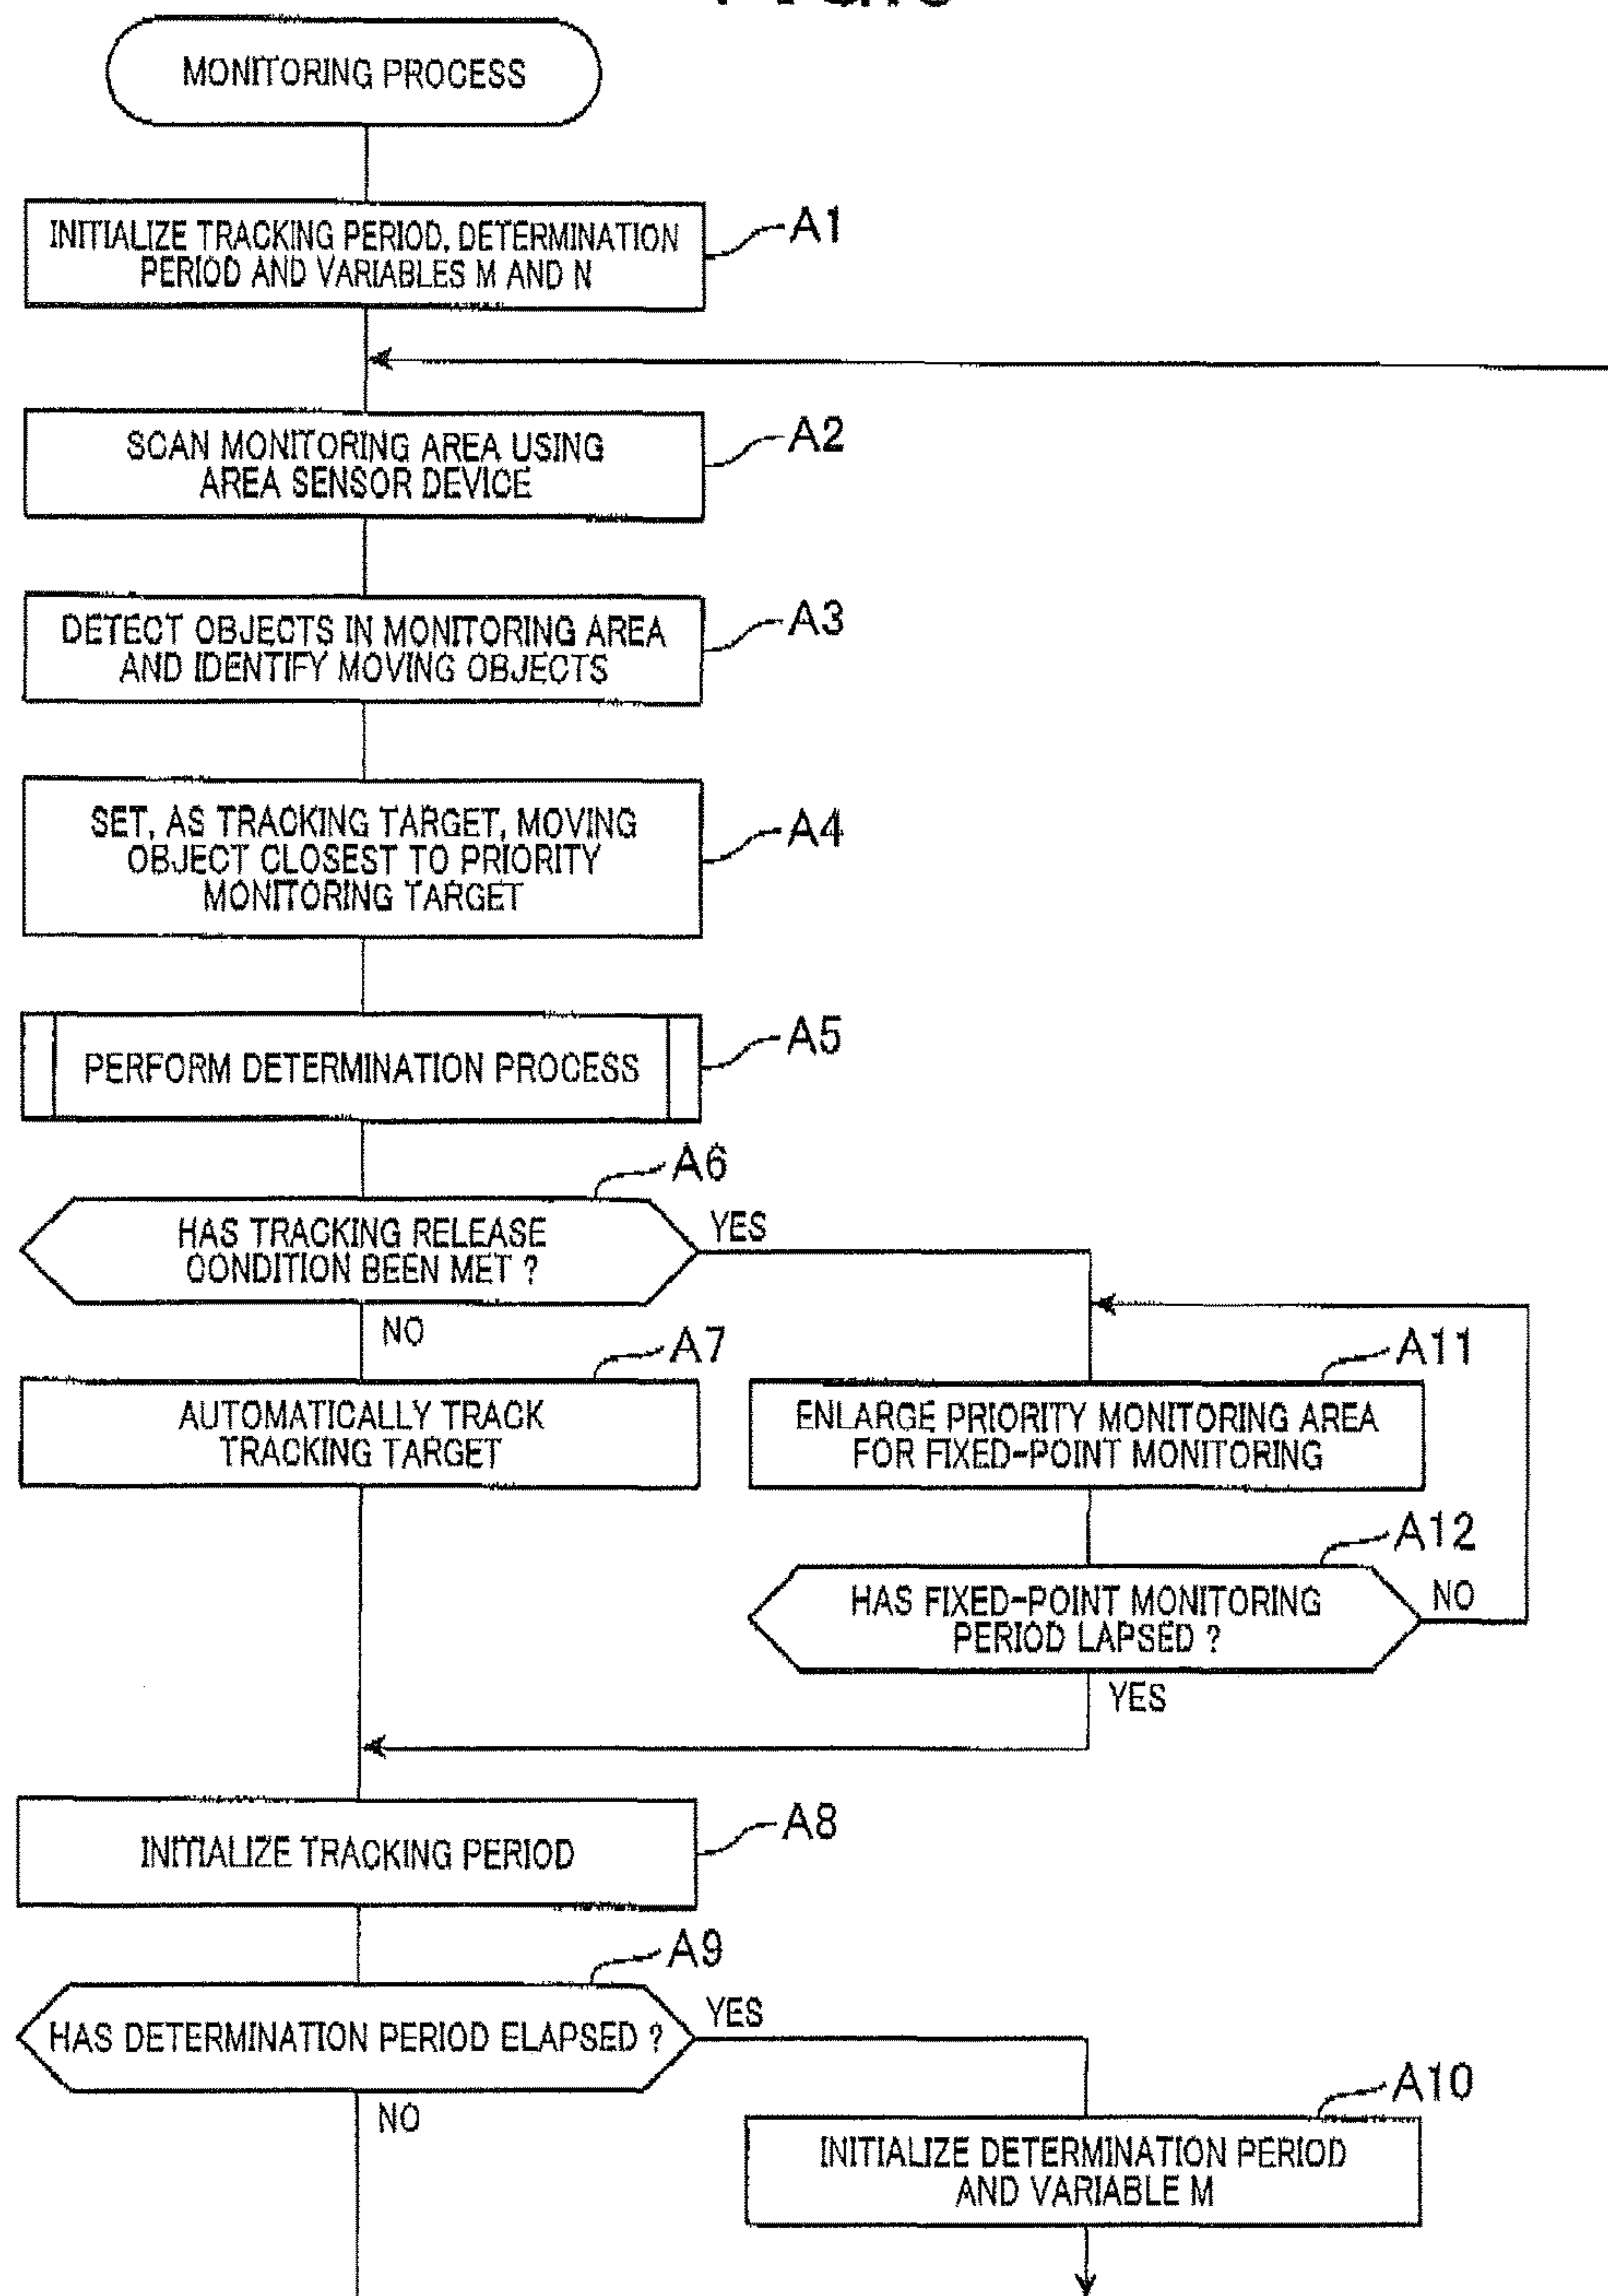 MONITORING PROCESS
INITIALIZE TRACKING PERIOD, DETERMINATION
PERIOD AND VARIABLES M AND N
A1
SCAN MONITORING AREA USING
AREA SENSOR DEVICE
A2
DETECT OBJECTS IN MONITORING AREA
AND IDENTIFY MOVING OBJECTS
A3
SET, AS TRACKING TARGET, MOVING
OBJECT CLOSEST TO PRIORITY
MONITORING TARGET
A4
PERFORM DETERMINATION PROCESS
A5
A6
HAS TRACKING RELEASE
CONDITION BEEN MET ?
YES
NO
A7
AUTOMATICALLY TRACK
TRACKING TARGET
A11
ENLARGE PRIORITY MONITORING AREA
FOR FIXED-POINT MONITORING
A12
HAS FIXED-POINT MONITORING
PERIOD LAPSED ?
NO
YES
INITIALIZE TRACKING PERIOD
A8
A9
HAS DETERMINATION PERIOD ELAPSED ?
YES
NO
A10
INITIALIZE DETERMINATION PERIOD
AND VARIABLE M